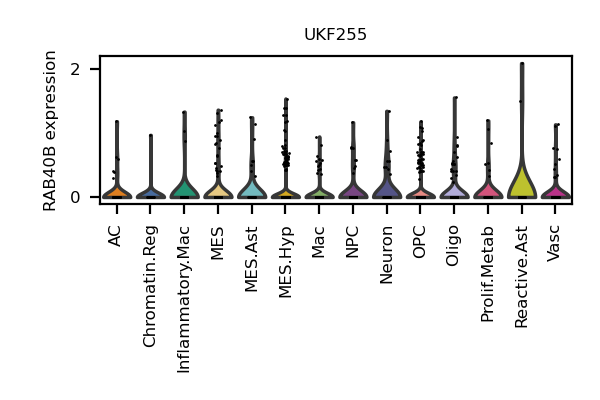 UKF255
RAB40B expression
2
0
AC
Chromatin.Reg
Inflammatory.Mac
MES
MES.Ast
MES.Hyp
Mac
NPC
Neuron
OPC
Oligo
Prolif.Metab
Reactive.Ast
Vasc